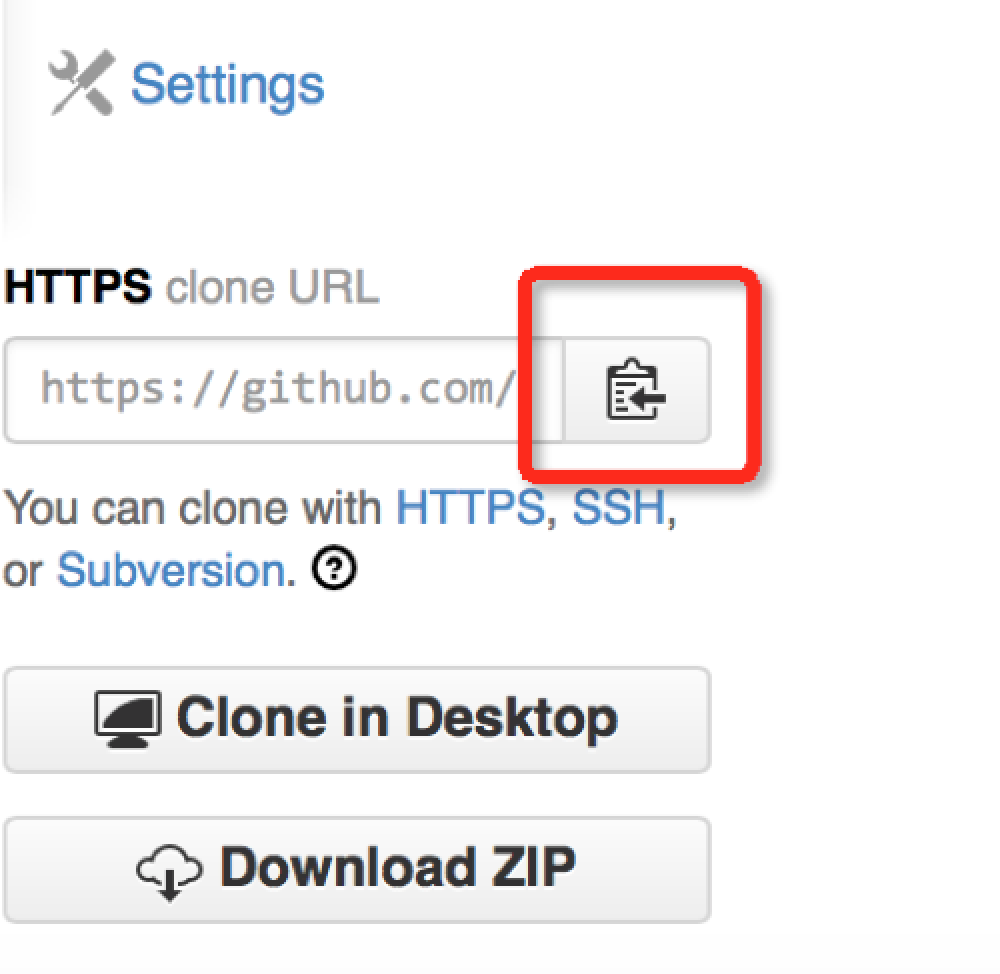 Settings
HTTPS clone URL
https://github.com/
You can clone with HTTPS, SSH,
or Subversion. ?
Clone in Desktop
Download ZIP